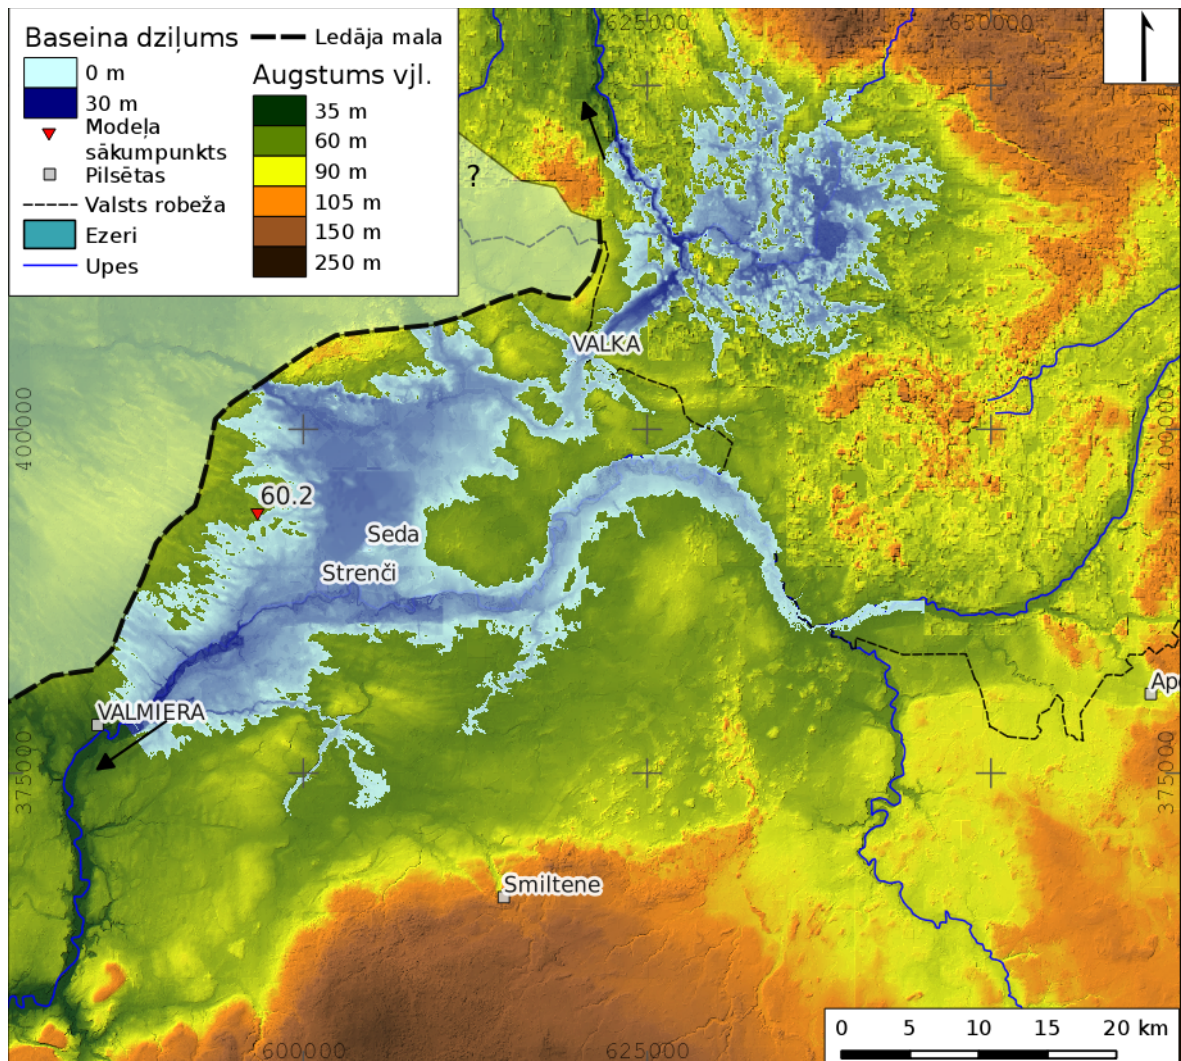 Baseina dziļums
0 m
30 m
Modeļa
sākumpunkts
Pilsētas
Valsts robeža
Ezeri
Upes
Ledāja mala
Augstums vjl.
35 m
60 m
90 m
105 m
150 m
250 m
?
625000
650000
400000
400000
VALKA
60.2
Seda
Strenči
VALMIERA
375000
375000
Smiltene
600000
625000
0 5 10 15 20 km